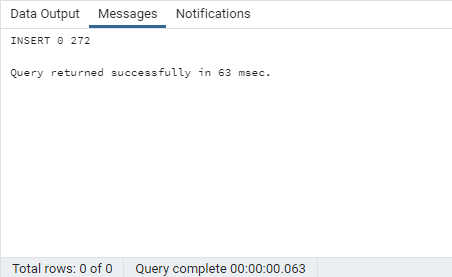 Data Output Messages Notifications
INSERT 0 272
Query returned successfully in 63 msec.
Total rows: 0 of 0 Query complete 00:00:00.063